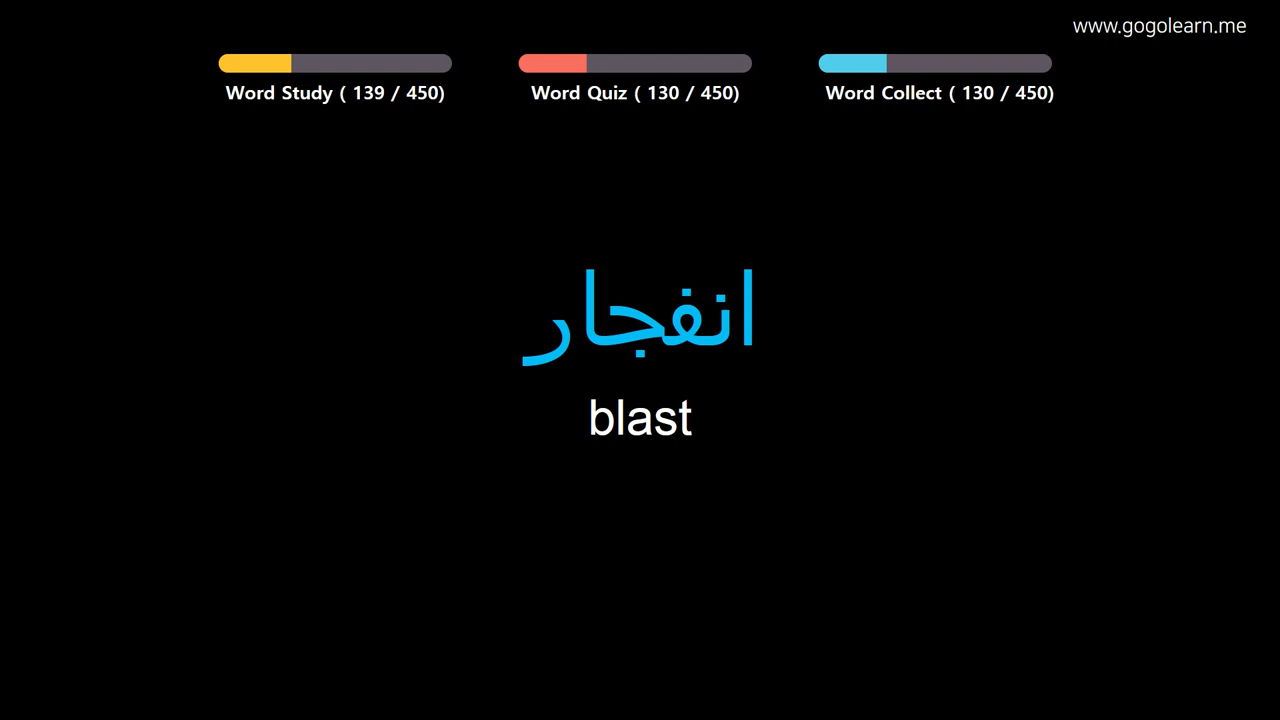 www.gogolearn.me
Word Study ( 139 / 450)
Word Quiz ( 130 / 450)
Word Collect ( 130 / 450)
انفجار
blast